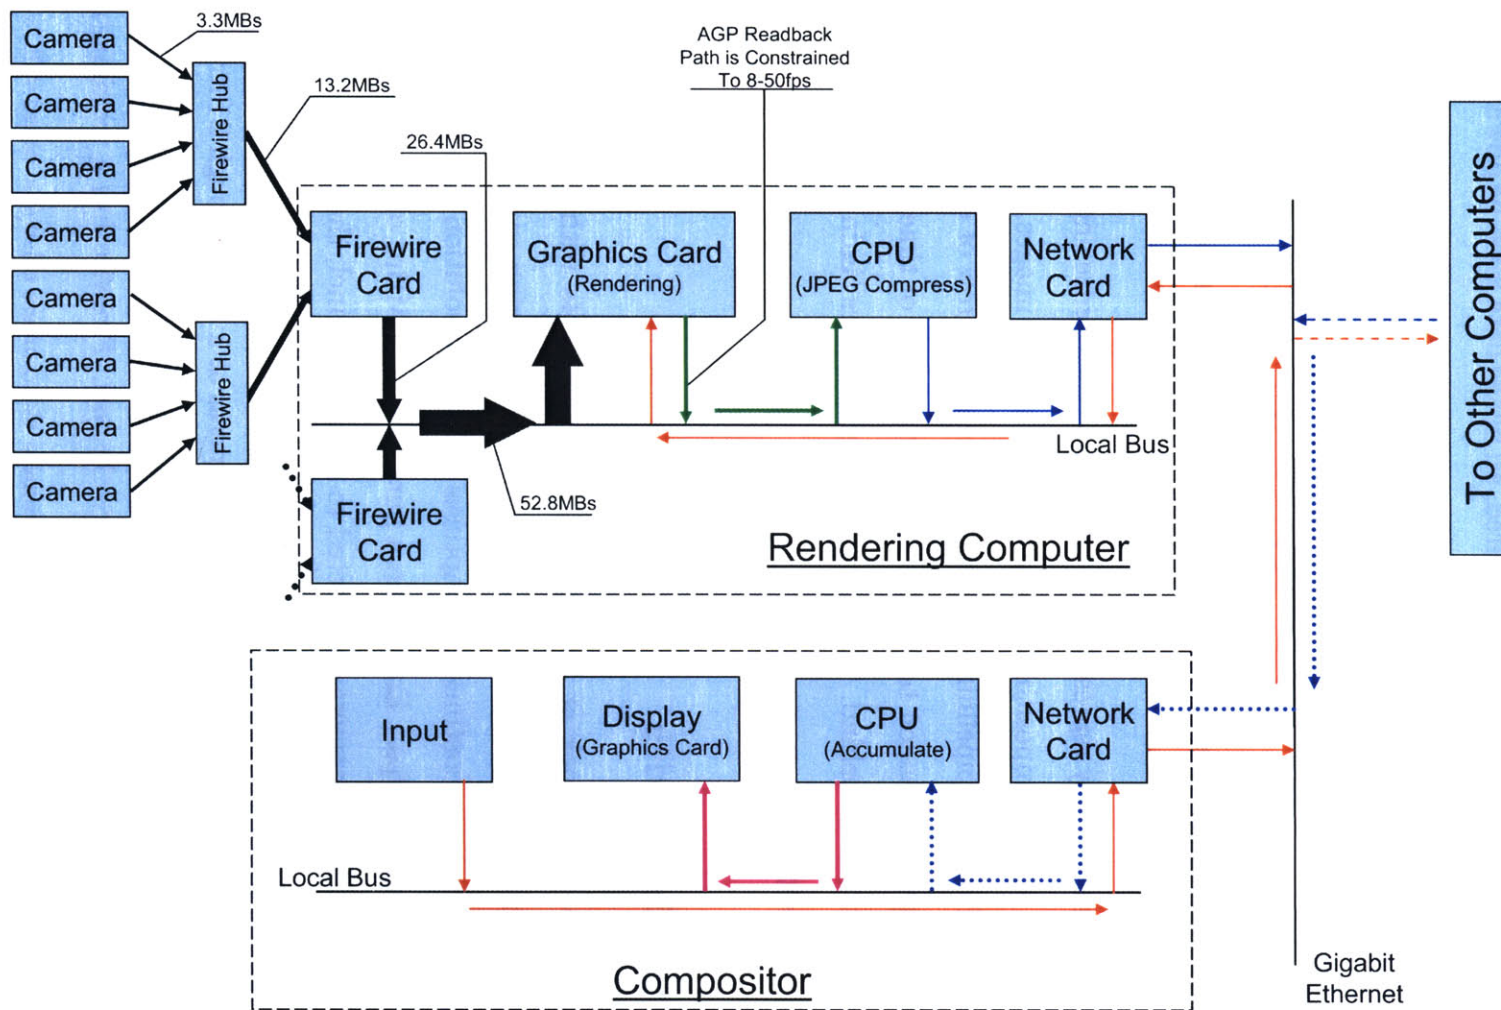 Camera
Camera
Camera
Camera
Camera
Camera
Camera
Camera
3.3MBs
Firewire Hub
Firewire Hub
13.2MBs
26.4MBs
AGP Readback
Path is Constrained
To 8-50fps
Firewire
Card
Graphics Card
(Rendering)
CPU
(JPEG Compress)
Network
Card
Local Bus
52.8MBs
Firewire
Card
Rendering Computer
To Other Computers
Input
Display
(Graphics Card)
CPU
(Accumulate)
Network
Card
Local Bus
Compositor
Gigabit
Ethernet